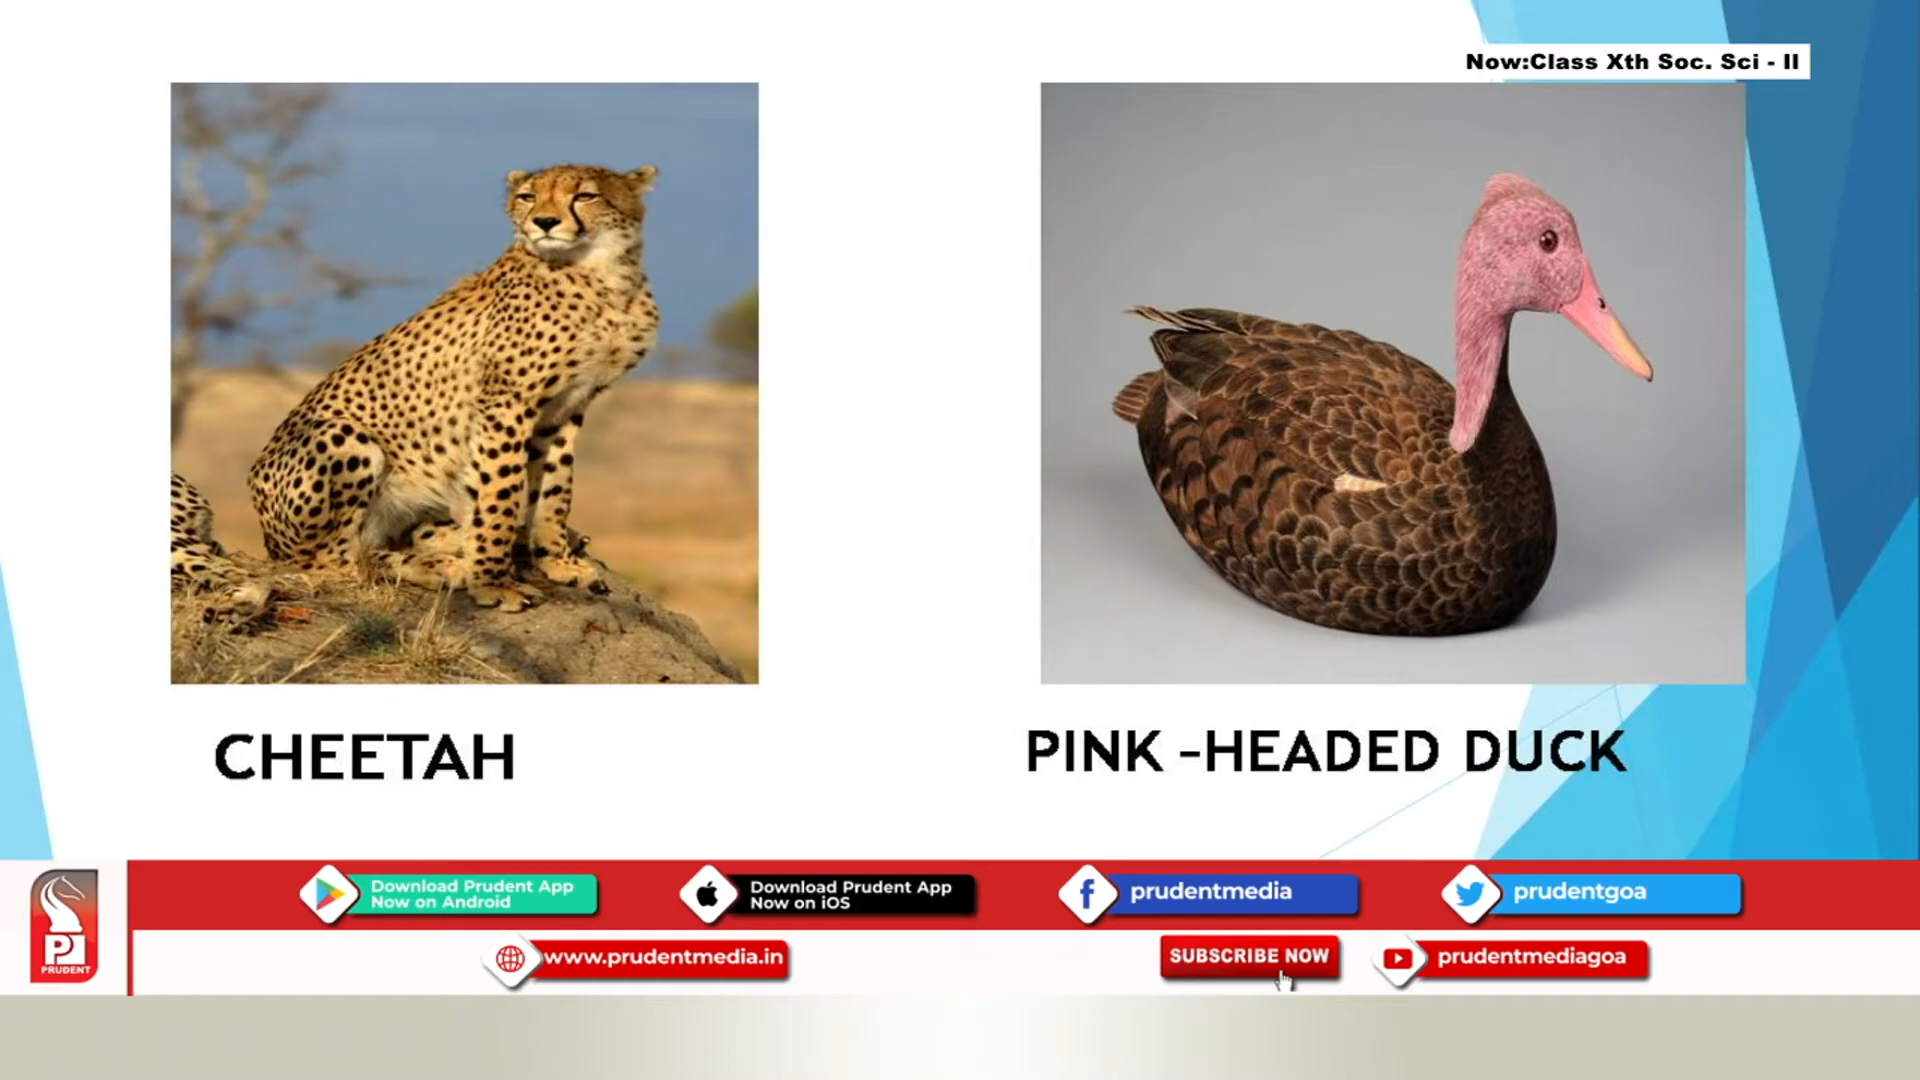 Now:Class Xth Soc. Sci - II
CHEETAH
PINK -HEADED DUCK
Download Prudent App
Now on Android
Download Prudent App
Now on iOS
prudentmedia
prudentgoa
PRUDENT
www.prudentmedia.in
SUBSCRIBE NOW
prudentmediagoa